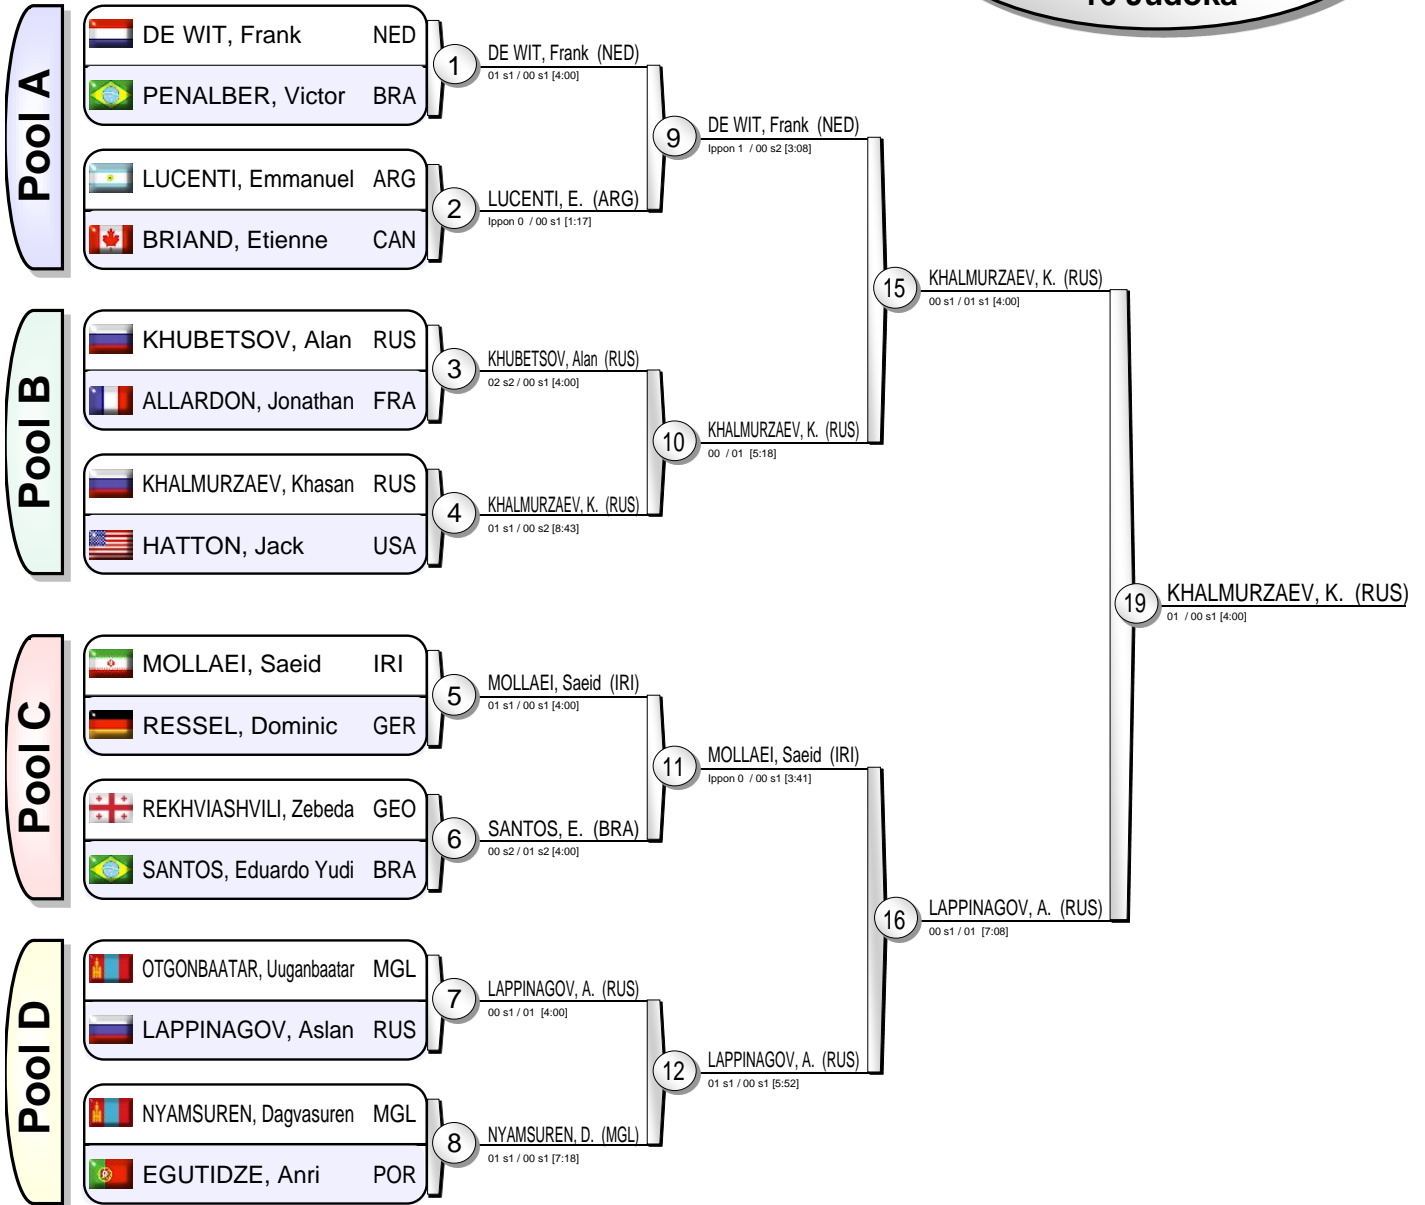 16 Judoka
Pool A
DE WIT, Frank NED
PENALBER, Victor BRA
LUCENTI, Emmanuel ARG
BRIAND, Etienne CAN
Pool B
KHUBETSOV, Alan RUS
ALLARDON, Jonathan FRA
KHALMURZAEV, Khasan RUS
HATTON, Jack USA
Pool C
MOLLAEI, Saeid IRI
RESSEL, Dominic GER
REKHVIASHVILI, Zebeda GEO
SANTOS, Eduardo Yudi BRA
Pool D
OTGONBAATAR, Uuganbaatar MGL
LAPPINAGOV, Aslan RUS
NYAMSUREN, Dagvasuren MGL
EGUTIDZE, Anri POR
1
DE WIT, Frank (NED)
01 s1 / 00 s1 [4:00]
2
LUCENTI, E. (ARG)
Ippon 0 / 00 s1 [1:17]
3
KHUBETSOV, Alan (RUS)
02 s2 / 00 s1 [4:00]
4
KHALMURZAEV, K. (RUS)
01 s1 / 00 s2 [8:43]
5
MOLLAEI, Saeid (IRI)
01 s1 / 00 s1 [4:00]
6
SANTOS, E. (BRA)
00 s2 / 01 s2 [4:00]
7
LAPPINAGOV, A. (RUS)
00 s1 / 01 [4:00]
8
NYAMSUREN, D. (MGL)
01 s1 / 00 s1 [7:18]
9
DE WIT, Frank (NED)
Ippon 1 / 00 s2 [3:08]
10
KHALMURZAEV, K. (RUS)
00 / 01 [5:18]
11
MOLLAEI, Saeid (IRI)
Ippon 0 / 00 s1 [3:41]
12
LAPPINAGOV, A. (RUS)
01 s1 / 00 s1 [5:52]
15
KHALMURZAEV, K. (RUS)
00 s1 / 01 s1 [4:00]
16
LAPPINAGOV, A. (RUS)
00 s1 / 01 [7:08]
19
KHALMURZAEV, K. (RUS)
01 / 00 s1 [4:00]